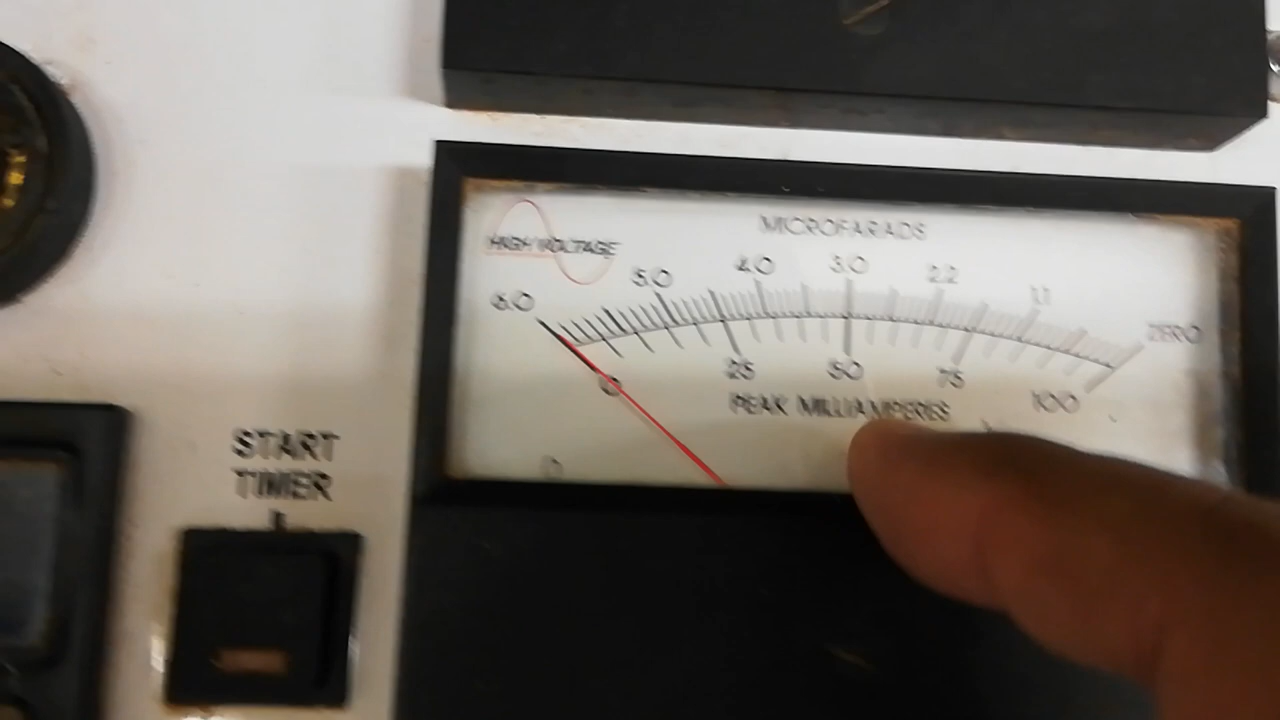 MICROFARADS
HIGH VOLTAGE
6.0 5.0 4.0 3.0 2.2 1.1 ZERO
0 25 50 75 100
PEAK MILLIAMPERES
START
TIMER